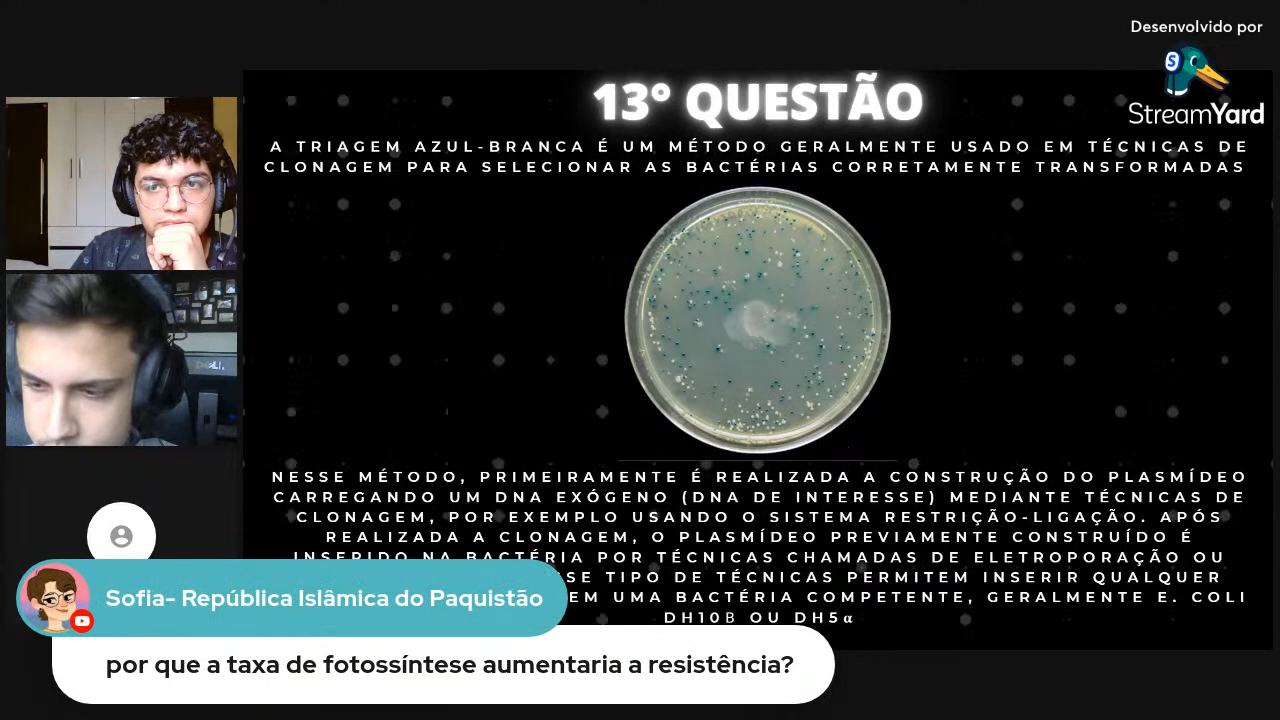 Desenvolvido por
StreamYard
13° QUESTÃO
A TRIAGEM AZUL-BRANCA É UM MÉTODO GERALMENTE USADO EM TÉCNICAS DE
CLONAGEM PARA SELECIONAR AS BACTÉRIAS CORRETAMENTE TRANSFORMADAS
NESSE MÉTODO, PRIMEIRAMENTE É REALIZADA A CONSTRUÇÃO DO PLASMÍDEO
CARREGANDO UM DNA EXÓGENO (DNA DE INTERESSE) MEDIANTE TÉCNICAS DE
CLONAGEM, POR EXEMPLO USANDO O SISTEMA RESTRIÇÃO-LIGAÇÃO. APÓS
REALIZADA A CLONAGEM, O PLASMÍDEO PREVIAMENTE CONSTRUÍDO É
INSERIDO NA BACTÉRIA POR TÉCNICAS CHAMADAS DE ELETROPORAÇÃO OU
SE TIPO DE TÉCNICAS PERMITEM INSERIR QUALQUER
EM UMA BACTÉRIA COMPETENTE, GERALMENTE E. COLI
DH10B OU DH5α
Sofia- República Islâmica do Paquistão
por que a taxa de fotossíntese aumentaria a resistência?